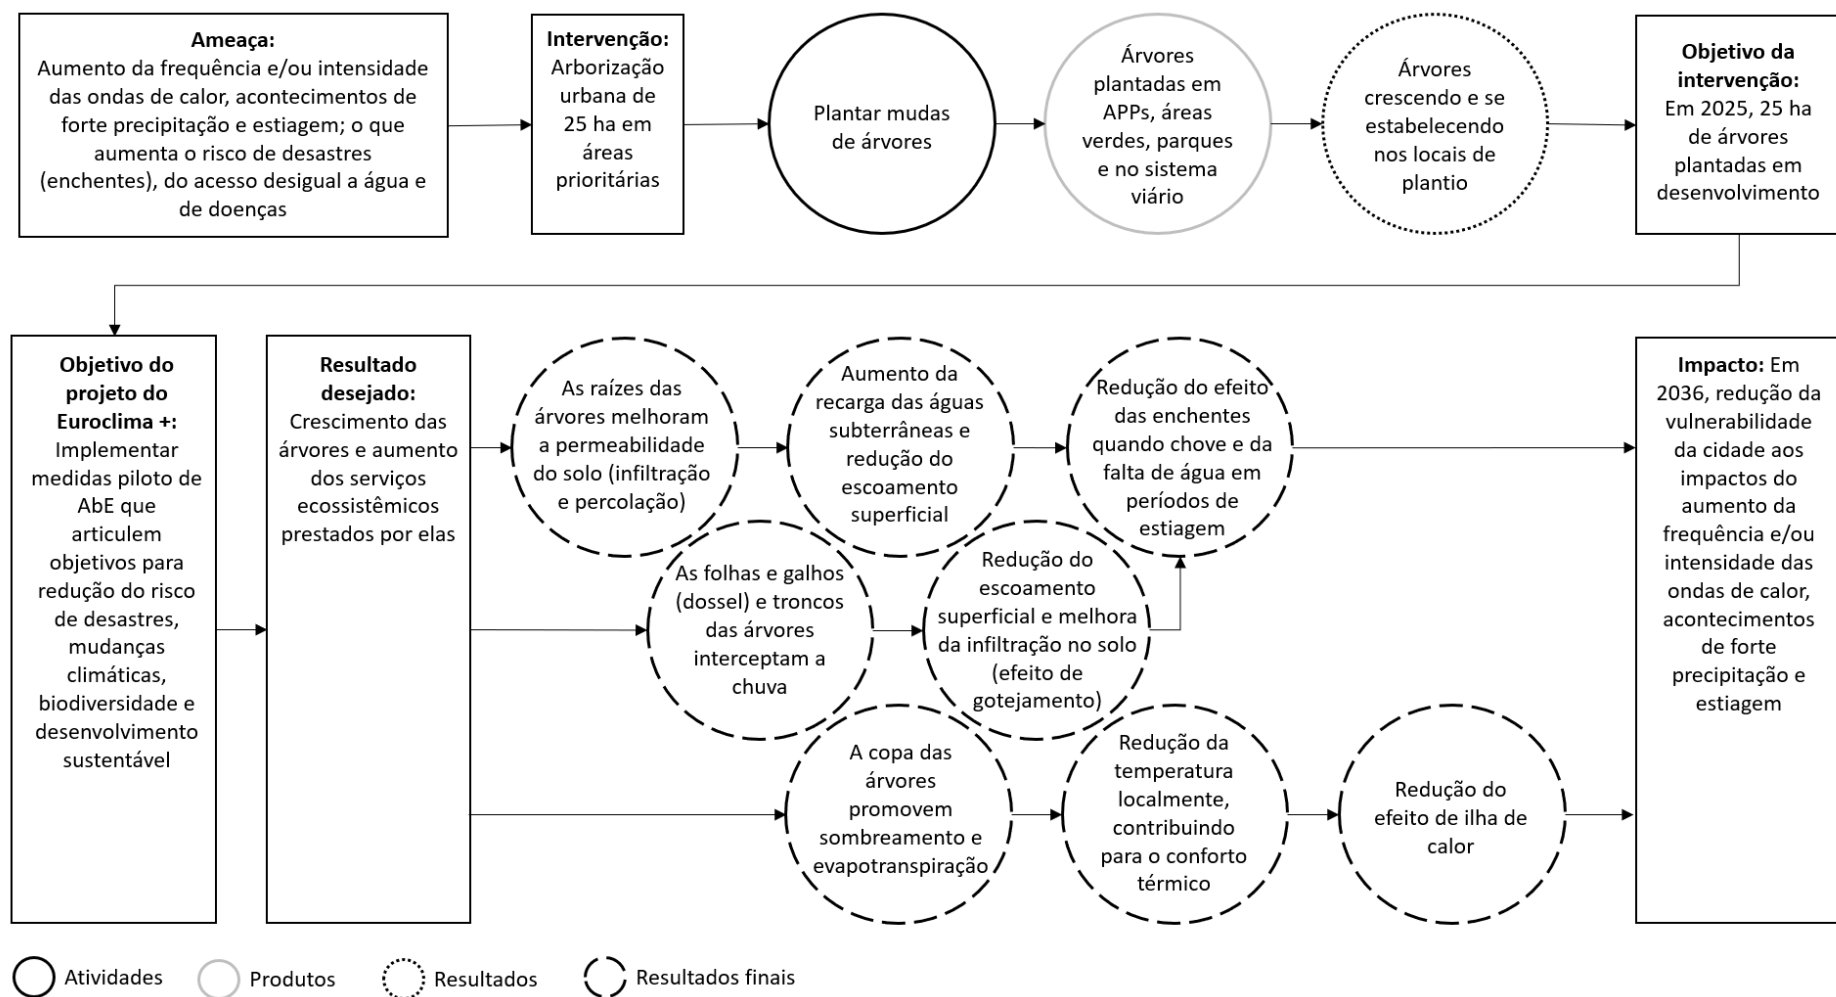 Ameaça:
Aumento da frequência e/ou intensidade
das ondas de calor, acontecimentos de
forte precipitação e estiagem; o que
aumenta o risco de desastres
(enchentes), do acesso desigual a água e
de doenças
Intervenção:
Arborização
urbana de
25 ha em
áreas
prioritárias
Plantar mudas
de árvores
Árvores
plantadas em
APPs, áreas
verdes, parques
e no sistema
viário
Árvores
crescendo e se
estabelecendo
nos locais de
plantio
Objetivo da
intervenção:
Em 2025, 25 ha
de árvores
plantadas em
desenvolvimento
Objetivo do
projeto do
Euroclima +:
Implementar
medidas piloto de
AbE que
articulem
objetivos para
redução do risco
de desastres,
mudanças
climáticas,
biodiversidade e
desenvolvimento
sustentável
Resultado
desejado:
Crescimento das
árvores e aumento
dos serviços
ecossistêmicos
prestados por elas
As raízes das
árvores melhoram
a permeabilidade
do solo (infiltração
e percolação)
Aumento da
recarga das águas
subterrâneas e
redução do
escoamento
superficial
Redução do efeito
das enchentes
quando chove e da
falta de água em
períodos de
estiagem
As folhas e galhos
(dossel) e troncos
das árvores
interceptam a
chuva
Redução do
escoamento
superficial e melhora
da infiltração no solo
(efeito de
gotejamento)
A copa das
árvores
promovem
sombreamento e
evapotranspiração
Redução da
temperatura
localmente,
contribuindo
para o conforto
térmico
Redução do
efeito de ilha de
calor
Impacto: Em
2036, redução da
vulnerabilidade
da cidade aos
impactos do
aumento da
frequência e/ou
intensidade das
ondas de calor,
acontecimentos
de forte
precipitação e
estiagem
Atividades
Produtos
Resultados
Resultados finais